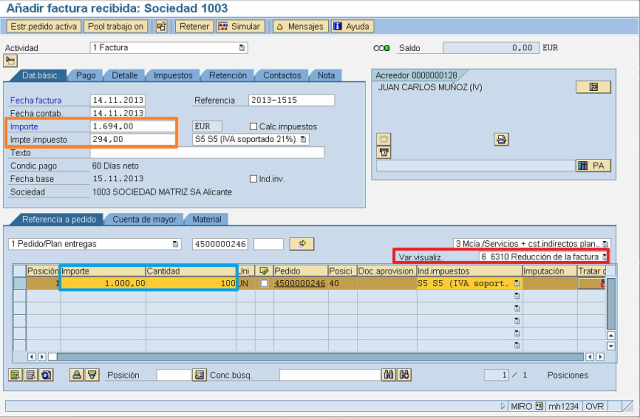 Añadir factura recibida: Sociedad 1003
Estr.pedido activa Pool trabajo on Retener Simular Mensajes Ayuda
Actividad 1 Factura Saldo 0,00 EUR
Dat.básic. Pago Detalle Impuestos Retención Contactos Nota
Acreedor 0000000128
JUAN CARLOS MUÑOZ (IV)
Fecha factura 14.11.2013 Referencia 2013-1515
Fecha contab. 14.11.2013
Importe 1.694,00 EUR Calc.impuestos
Impte.impuesto 294,00 S5 S5 (IVA soportado 21%)
Texto
Condic.pago 60 Días neto
Fecha base 15.11.2013 Ind.inv.
Sociedad 1003 SOCIEDAD MATRIZ SA Alicante
PA
Referencia a pedido Cuenta de mayor Material
1 Pedido/Plan entregas 4500000246 3 Mcía./Servicios + cst.indirectos plan..
Var.visualiz. 6 6310 Reducción de la factura
Posición Importe Cantidad Uni Pedido Posici Doc.aprovision. Ind.impuestos Imputación Tratar d
1 1.000,00 100 UN 4500000246 40 S5 S5 (IVA soport..
Posición Conc.búsq. 1 / 1 Posiciones
MIRO mh1234 OVR